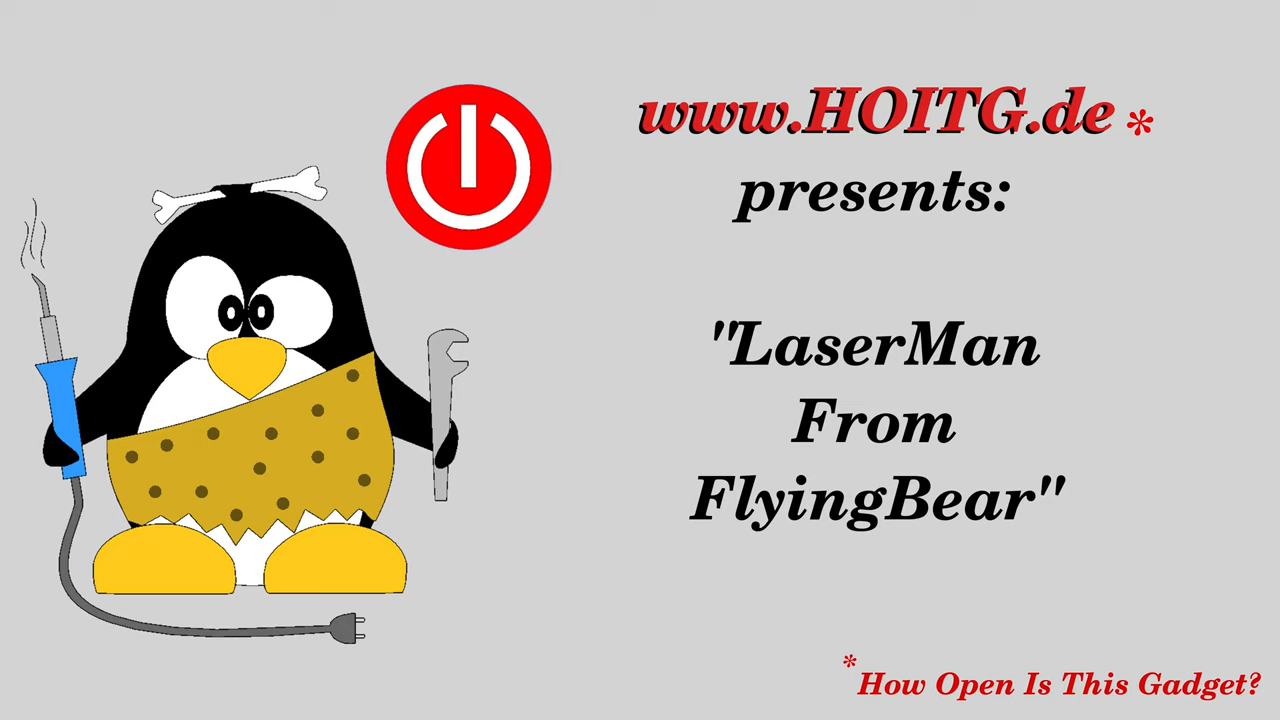 www.HOITG.de *
presents:
"LaserMan
From
FlyingBear"
* How Open Is This Gadget?